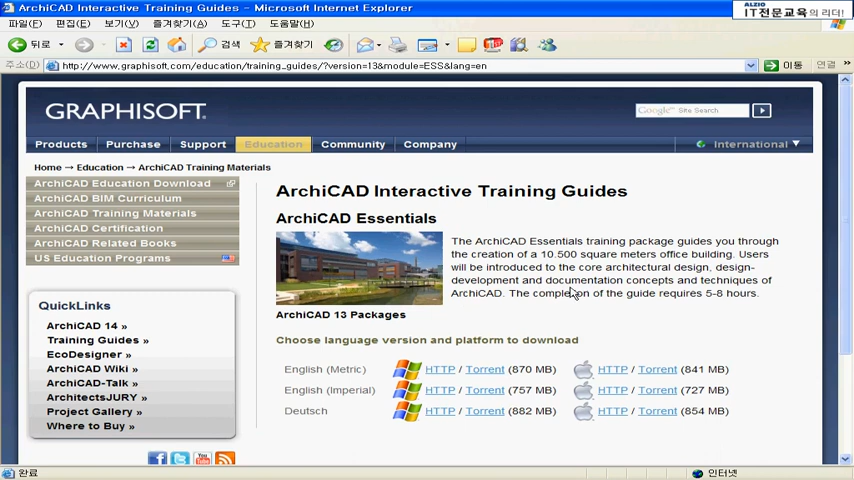 ArchiCAD Interactive Training Guides - Microsoft Internet Explorer
ALZIO
IT전문교육의 리더!
파일(F) 편집(E) 보기(V) 즐겨찾기(A) 도구(T) 도움말(H)
뒤로 검색 즐겨찾기
주소(D) http://www.graphisoft.com/education/training_guides/?version=13&module=ESS&lang=en 이동 연결 »
GRAPHISOFT.
Google™ Site Search
Products Purchase Support Education Community Company International ▼
Home → Education → ArchiCAD Training Materials
ArchiCAD Education Download
ArchiCAD BIM Curriculum
ArchiCAD Training Materials
ArchiCAD Certification
ArchiCAD Related Books
US Education Programs
QuickLinks
ArchiCAD 14 »
Training Guides »
EcoDesigner »
ArchiCAD Wiki »
ArchiCAD-Talk »
ArchitectsJURY »
Project Gallery »
Where to Buy »
ArchiCAD Interactive Training Guides
ArchiCAD Essentials
The ArchiCAD Essentials training package guides you through
the creation of a 10.500 square meters office building. Users
will be introduced to the core architectural design, design-
development and documentation concepts and techniques of
ArchiCAD. The completion of the guide requires 5-8 hours.
ArchiCAD 13 Packages
Choose language version and platform to download
English (Metric) HTTP / Torrent (870 MB) HTTP / Torrent (841 MB)
English (Imperial) HTTP / Torrent (757 MB) HTTP / Torrent (727 MB)
Deutsch HTTP / Torrent (882 MB) HTTP / Torrent (854 MB)
You Tube
완료 인터넷